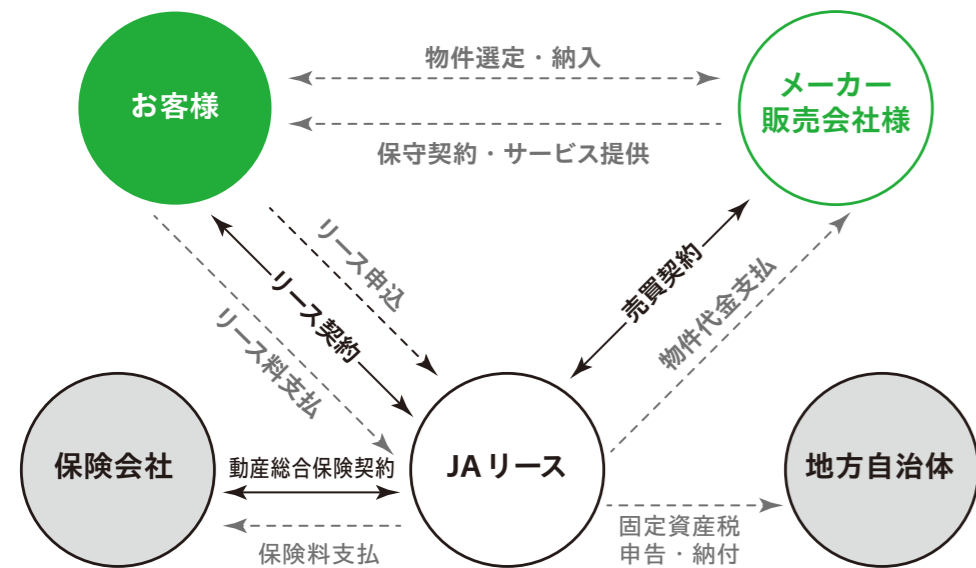 物件選定・納入
お客様
メーカー
販売会社様
保守契約・サービス提供
リース申込
リース契約
リース料支払
売買契約
物件代金支払
保険会社
動産総合保険契約
JAリース
地方自治体
保険料支払
固定資産税
申告・納付